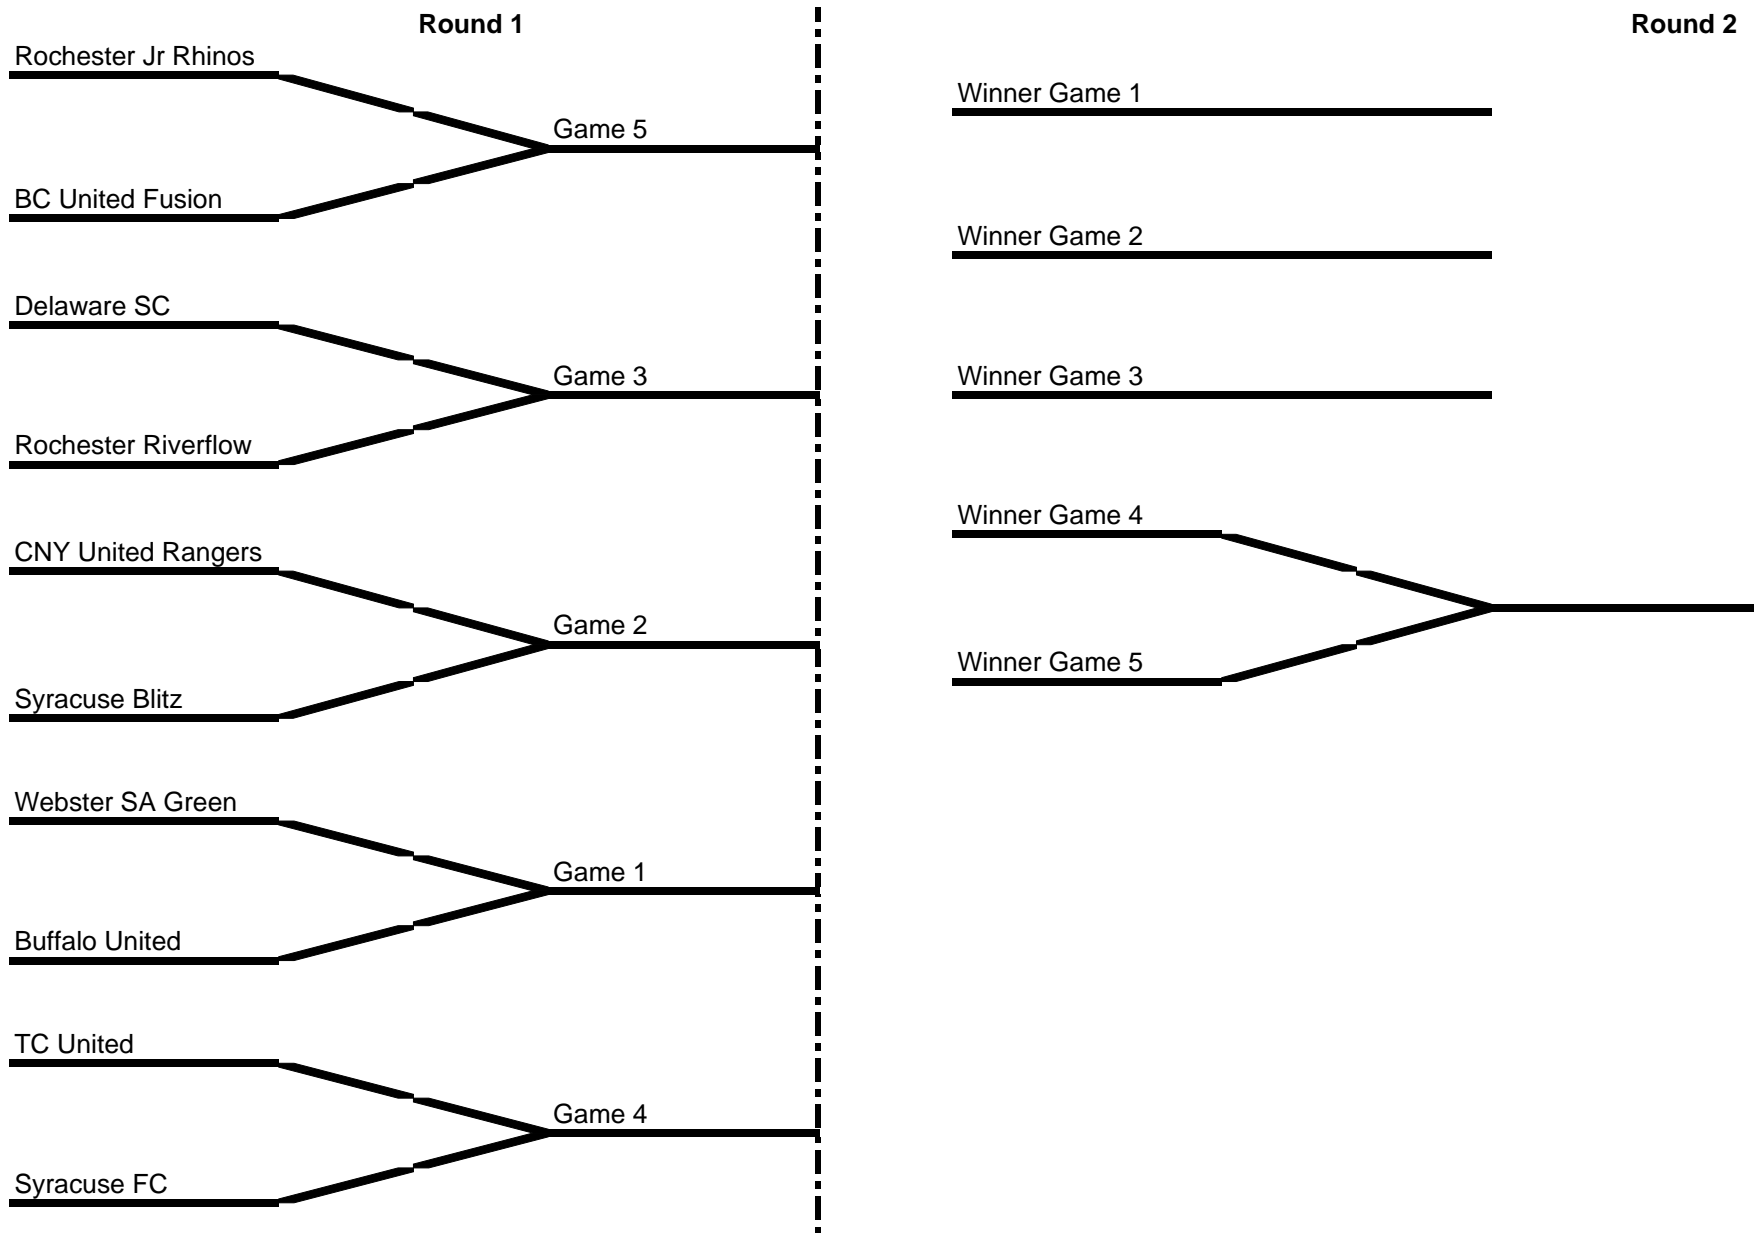 Round 1
Rochester Jr Rhinos
Game 5
BC United Fusion
Delaware SC
Game 3
Rochester Riverflow
CNY United Rangers
Game 2
Syracuse Blitz
Webster SA Green
Game 1
Buffalo United
TC United
Game 4
Syracuse FC
Round 2
Winner Game 1
Winner Game 2
Winner Game 3
Winner Game 4
Winner Game 5